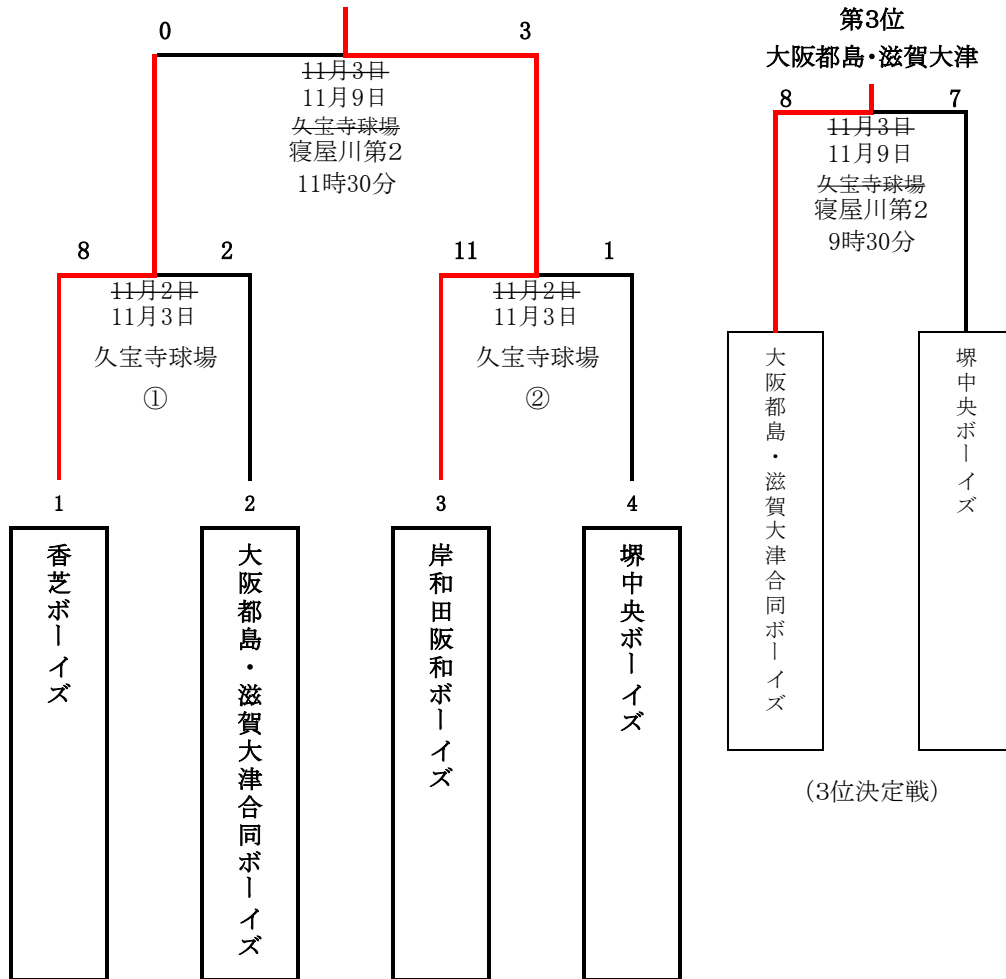 0
3
11月3日
11月9日
久宝寺球場
寝屋川第2
11時30分
8
2
11月2日
11月3日
久宝寺球場
①
11
1
11月2日
11月3日
久宝寺球場
②
1
2
3
4
香芝ボーイズ
大阪都島・滋賀大津合同ボーイズ
岸和田阪和ボーイズ
堺中央ボーイズ
第3位
大阪都島・滋賀大津
8
7
11月3日
11月9日
久宝寺球場
寝屋川第2
9時30分
大阪都島・滋賀大津合同ボーイズ
堺中央ボーイズ
(3位決定戦)